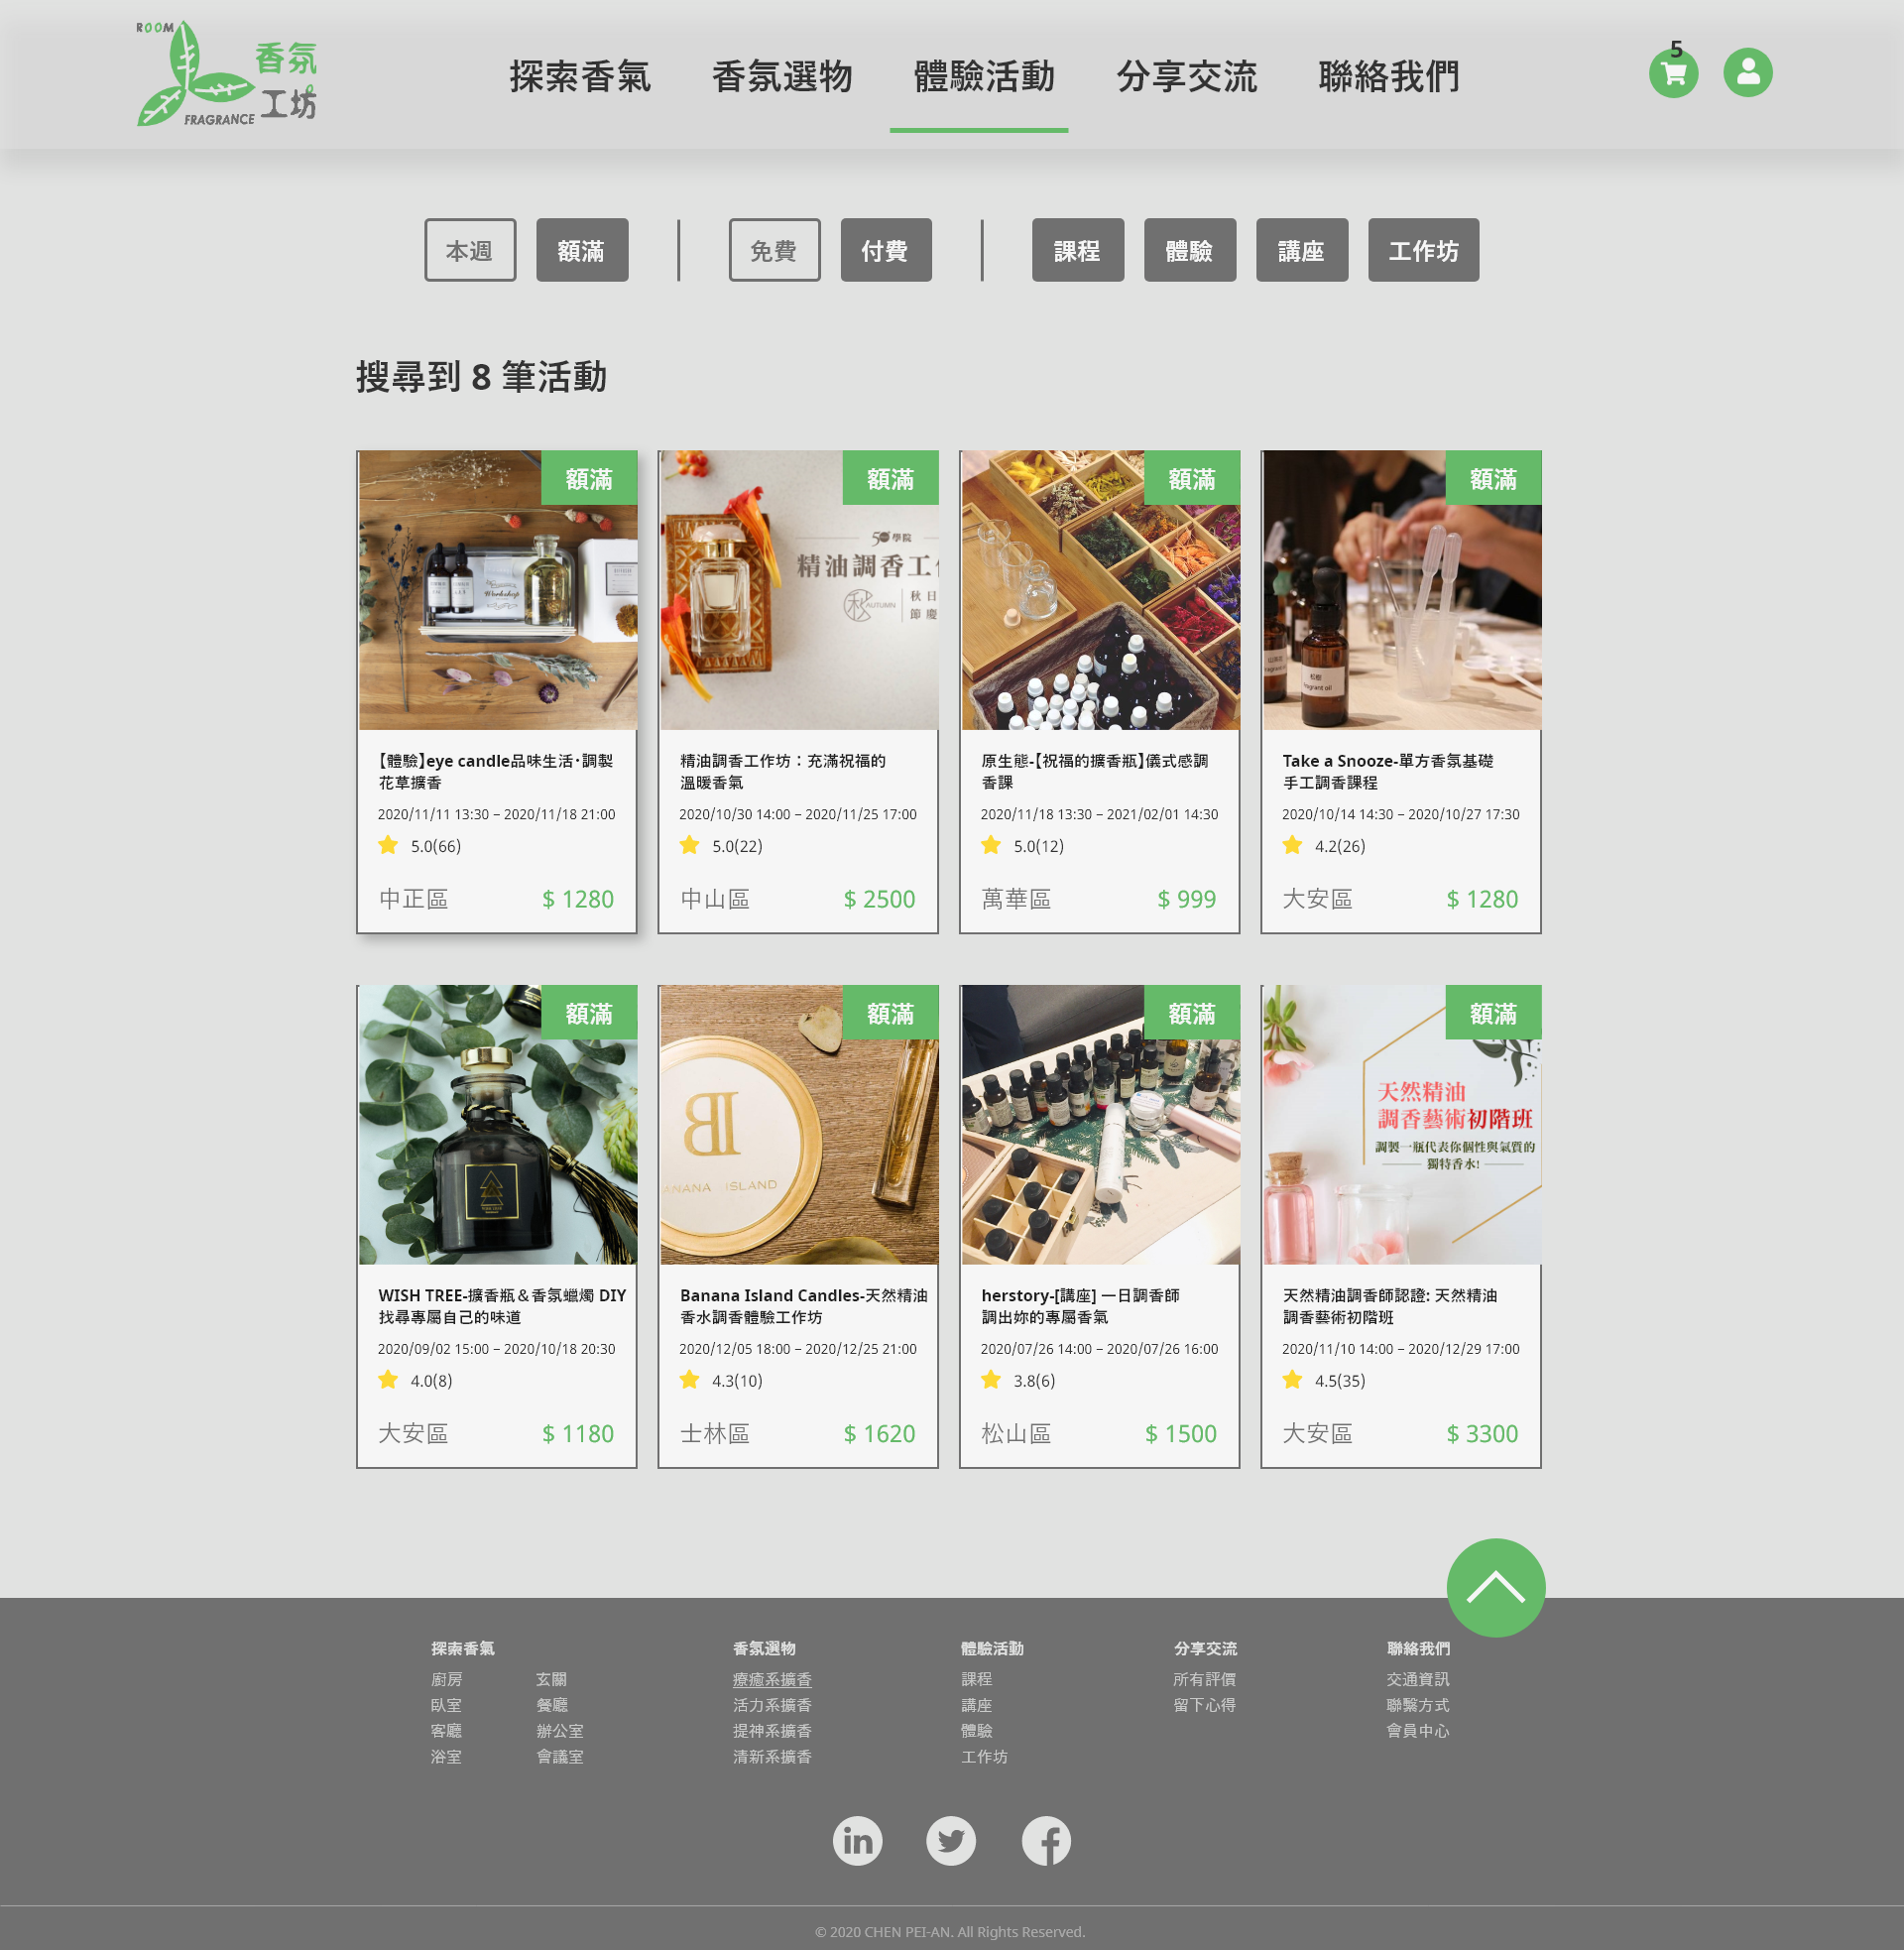 ROOM
香氛
工坊
FRAGRANCE
探索香氣
香氛選物
體驗活動
分享交流
聯絡我們
5
本週
額滿
免費
付費
課程
體驗
講座
工作坊
搜尋到 8 筆活動
額滿
Workshop
【體驗】eye candle品味生活･調製
花草擴香
2020/11/11 13:30 – 2020/11/18 21:00
5.0(66)
中正區
$ 1280
額滿
學院
精油調香工作
秋
AUTUMN
秋日
節慶
精油調香工作坊：充滿祝福的
溫暖香氣
2020/10/30 14:00 – 2020/11/25 17:00
5.0(22)
中山區
$ 2500
額滿
原生態-【祝福的擴香瓶】儀式感調
香課
2020/11/18 13:30 – 2021/02/01 14:30
5.0(12)
萬華區
$ 999
額滿
松樹
Fragrant oil
Take a Snooze-單方香氛基礎
手工調香課程
2020/10/14 14:30 – 2020/10/27 17:30
4.2(26)
大安區
$ 1280
額滿
WISH TREE-擴香瓶＆香氛蠟燭 DIY
找尋專屬自己的味道
2020/09/02 15:00 – 2020/10/18 20:30
4.0(8)
大安區
$ 1180
額滿
BI
ANANA ISLAND
Banana Island Candles-天然精油
香水調香體驗工作坊
2020/12/05 18:00 – 2020/12/25 21:00
4.3(10)
士林區
$ 1620
額滿
herstory-[講座] 一日調香師
調出妳的專屬香氣
2020/07/26 14:00 – 2020/07/26 16:00
3.8(6)
松山區
$ 1500
額滿
天然精油
調香藝術初階班
調製一瓶代表你個性與氣質的
獨特香水!
天然精油調香師認證: 天然精油
調香藝術初階班
2020/11/10 14:00 – 2020/12/29 17:00
4.5(35)
大安區
$ 3300
探索香氣
廚房
臥室
客廳
浴室
玄關
餐廳
辦公室
會議室
香氛選物
療癒系擴香
活力系擴香
提神系擴香
清新系擴香
體驗活動
課程
講座
體驗
工作坊
分享交流
所有評價
留下心得
聯絡我們
交通資訊
聯繫方式
會員中心
© 2020 CHEN PEI-AN. All Rights Reserved.